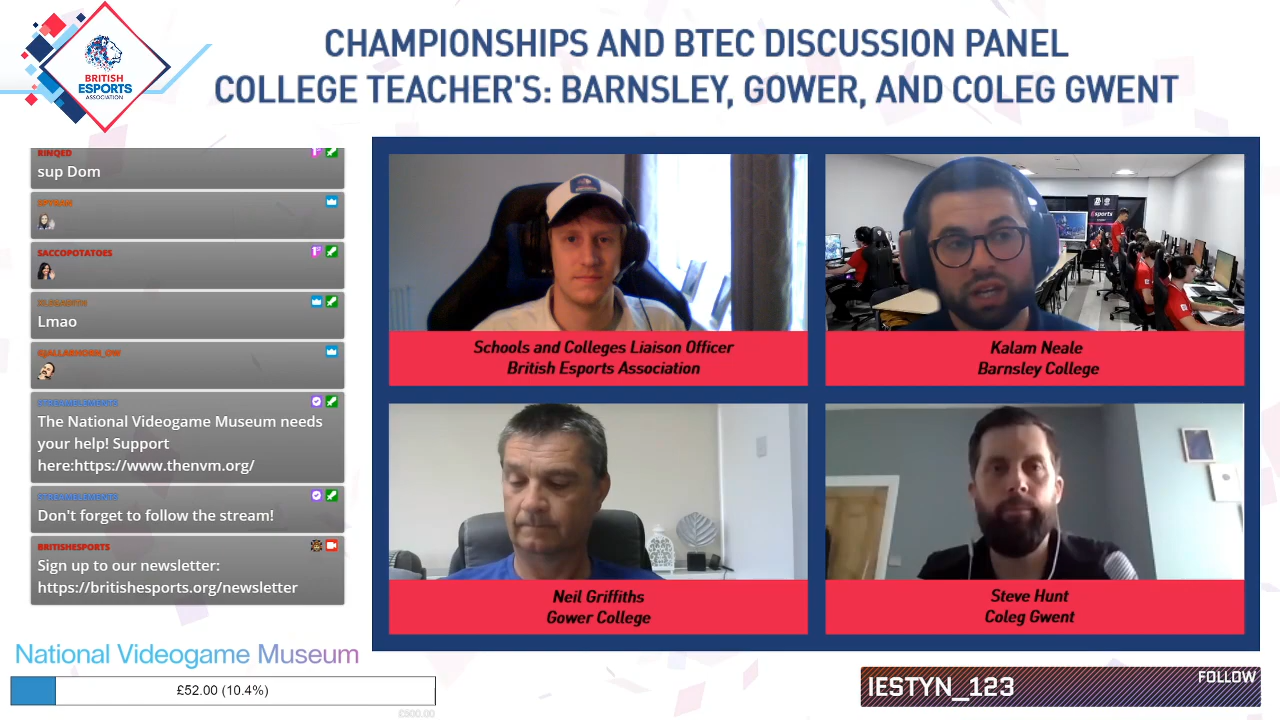 CHAMPIONSHIPS AND BTEC DISCUSSION PANEL
COLLEGE TEACHER'S: BARNSLEY, GOWER, AND COLEG GWENT
BRITISH
ESPORTS
ASSOCIATION
RINQED
sup Dom
SACCOPOTATOES
Lmao
GJALLARHORN_OW
STREAMELEMENTS
The National Videogame Museum needs
your help! Support
here:https://www.thenvm.org/
STREAMELEMENTS
Don't forget to follow the stream!
BRITISHESPORTS
Sign up to our newsletter:
https://britishesports.org/newsletter
Schools and Colleges Liaison Officer
British Esports Association
Esports
Kalam Neale
Barnsley College
Neil Griffiths
Gower College
Steve Hunt
Coleg Gwent
National Videogame Museum
£52.00 (10.4%)
£500.00
FOLLOW
IESTYN_123